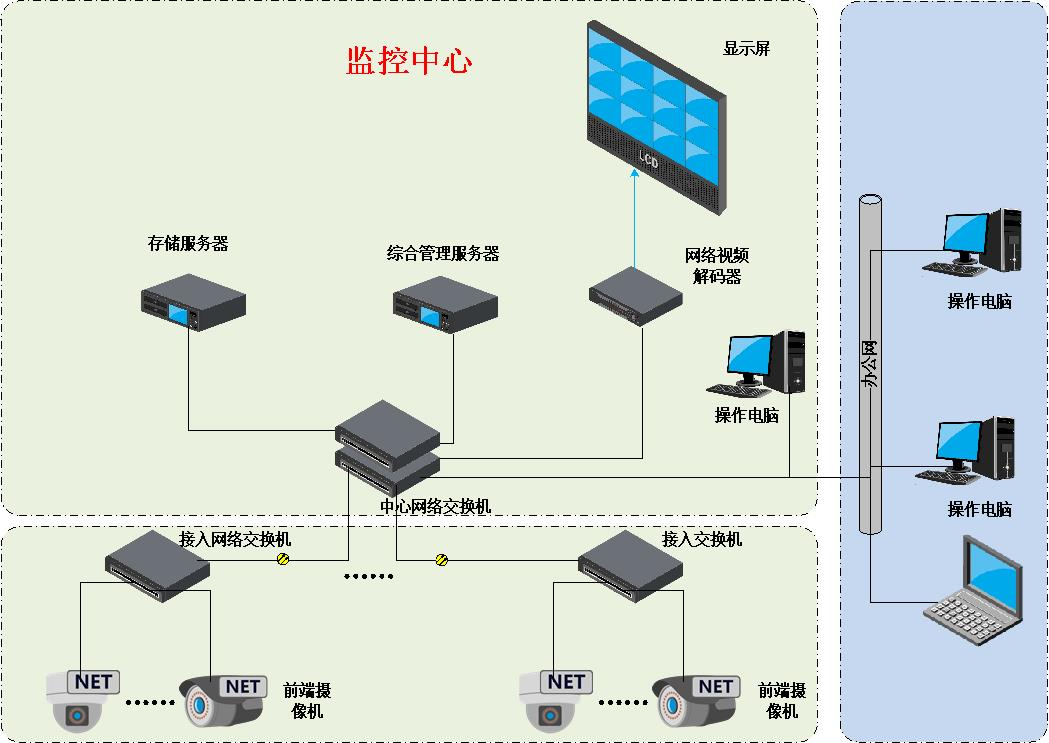 监控中心
显示屏
LCD
存储服务器
综合管理服务器
网络视频
解码器
操作电脑
中心网络交换机
接入网络交换机
接入交换机
......
NET
......
NET
前端摄
像机
NET
......
NET
前端摄
像机
办公网
操作电脑
操作电脑